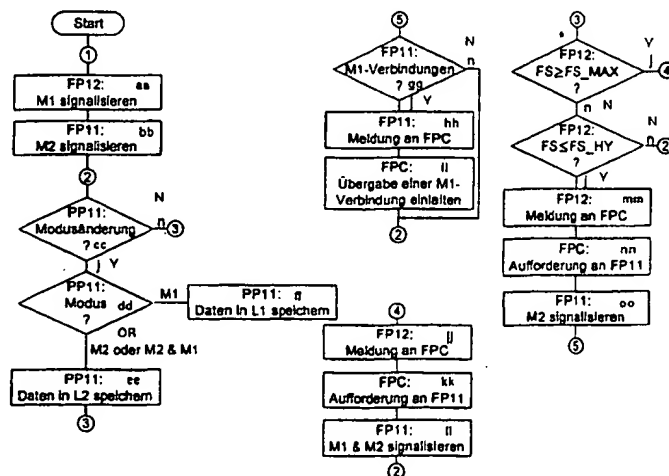 Start
1
FP12: aa
M1 signalisieren
FP11: bb
M2 signalisieren
2
PP11: N
Modusänderung n 3
? cc
j Y
PP11:
Modus dd M1
?
OR
M2 oder M2 & M1
PP11: ff
Daten in L1 speichern
PP11: ee
Daten in L2 speichern
3
5
FP11: N
M1-Verbindungen n
? gg
Y
FP11: hh
Meldung an FPC
FPC: ii
Übergabe einer M1-
Verbindung einleiten
2
4
FP12: jj
Meldung an FPC
FPC: kk
Aufforderung an FP11
FP11: ll
M1 & M2 signalisieren
2
3
FP12: Y
FS≥FS_MAX j 4
?
n N
FP12: N
FS≤FS_HY n 2
?
Y
FP12: mm
Meldung an FPC
FPC: nn
Aufforderung an FP11
FP11: oo
M2 signalisieren
5